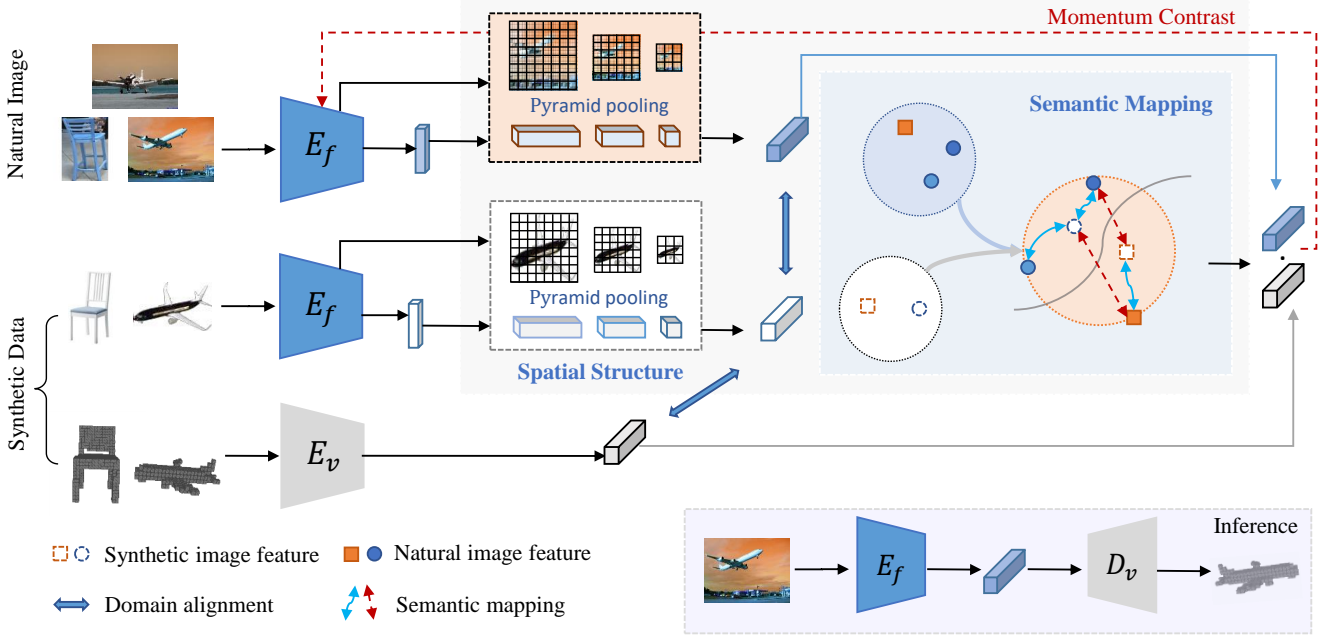 Momentum Contrast
Natural Image
E_f
Pyramid pooling
Semantic Mapping
E_f
Pyramid pooling
Spatial Structure
Synthetic Data
E_v
Inference
Synthetic image feature
Natural image feature
Domain alignment
Semantic mapping
E_f
D_v